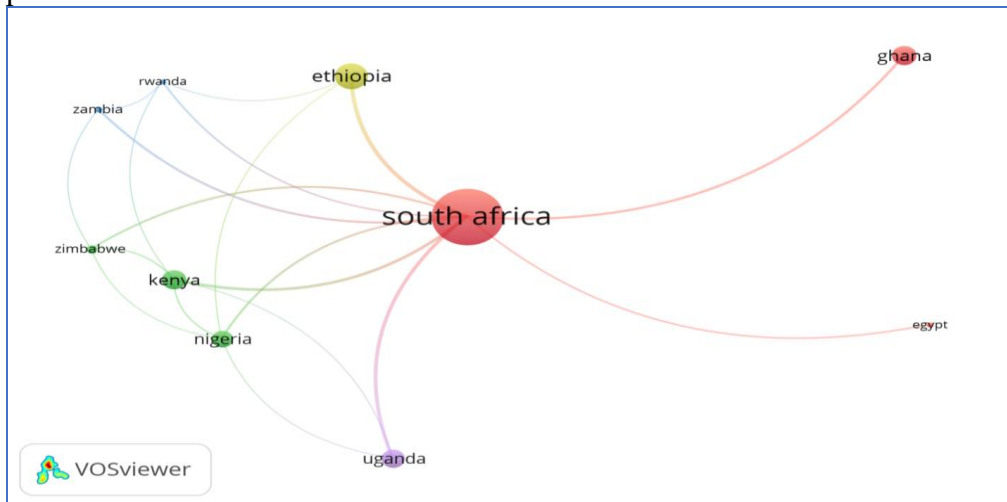 ghana
ethiopia
rwanda
zambia
south africa
zimbabwe
kenya
egypt
nigeria
uganda
VOSviewer